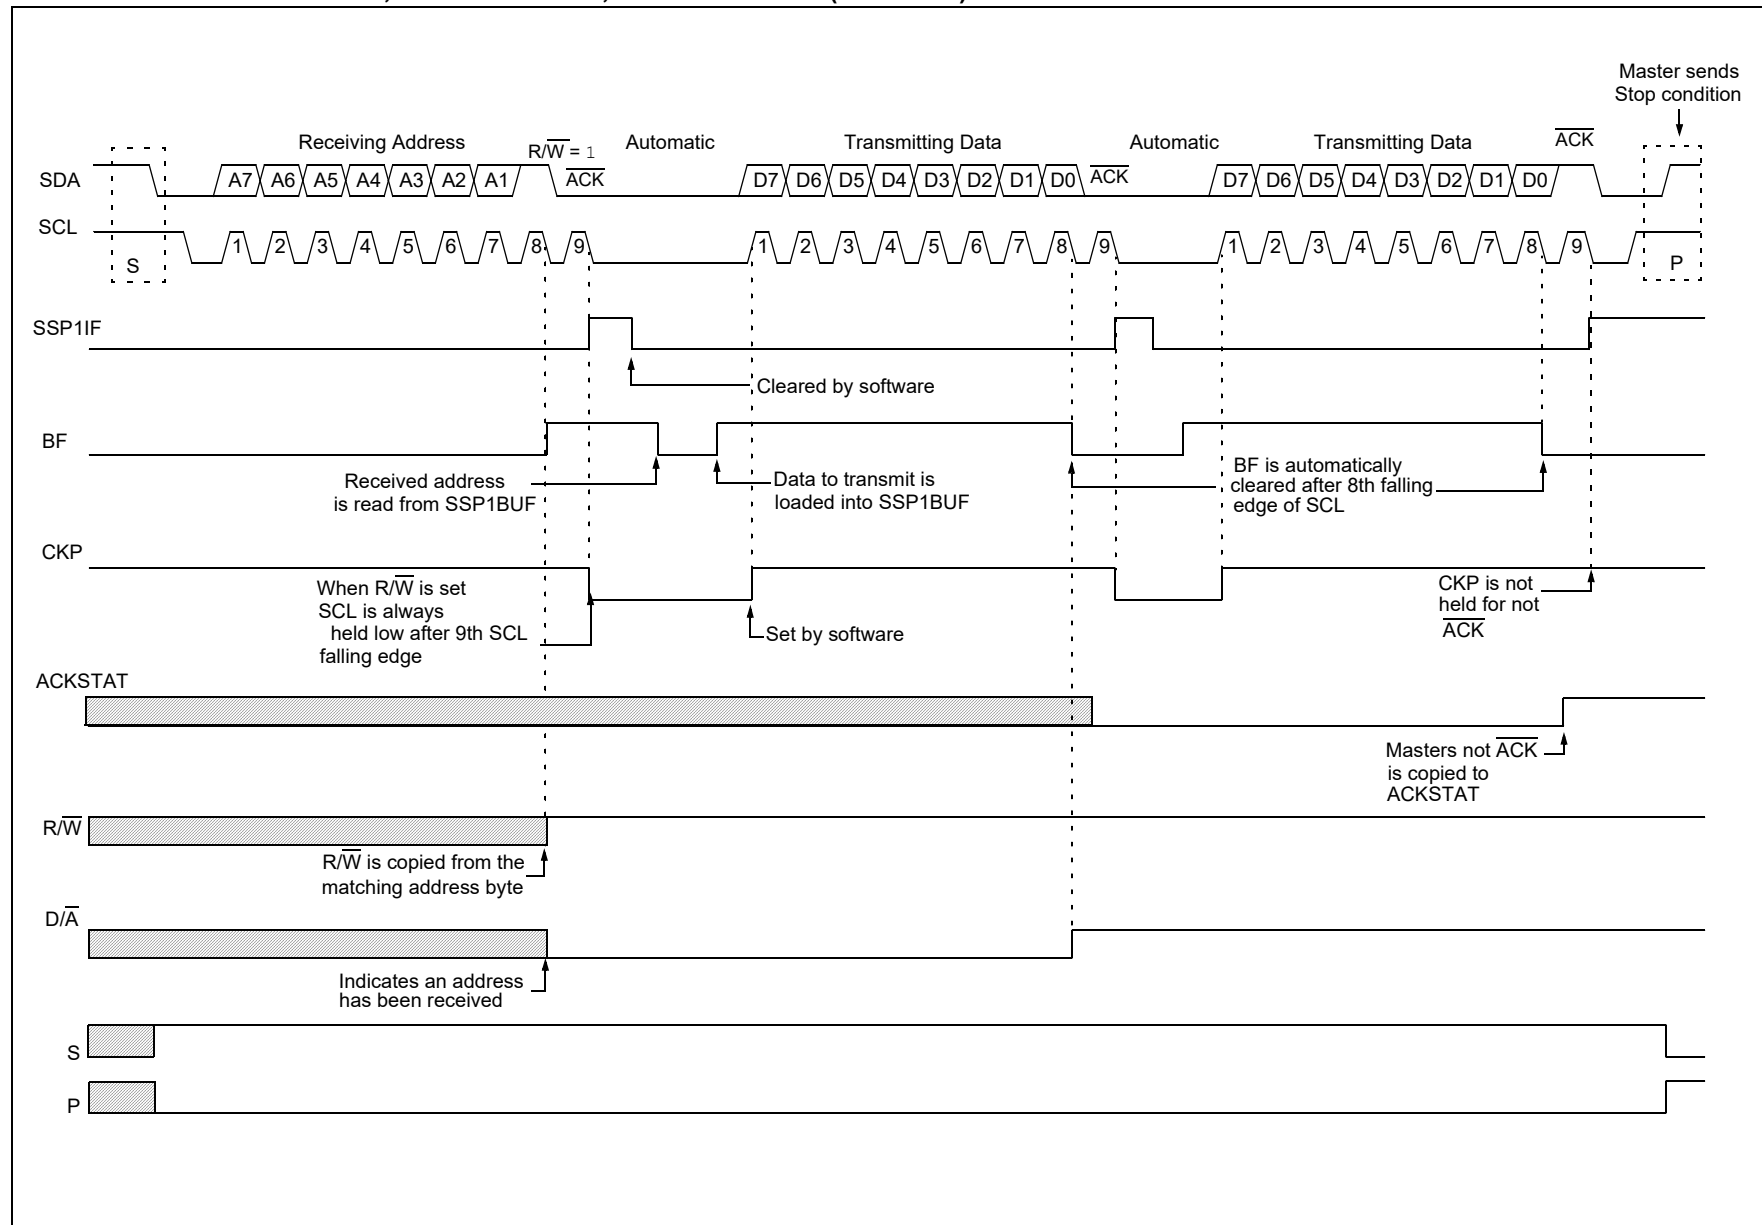 Master sends
Stop condition
Receiving Address
R/W = 1
Automatic
Transmitting Data
Automatic
Transmitting Data
ACK
SDA
A7 A6 A5 A4 A3 A2 A1
ACK
D7 D6 D5 D4 D3 D2 D1 D0
ACK
D7 D6 D5 D4 D3 D2 D1 D0
SCL
S
1 2 3 4 5 6 7 8 9
1 2 3 4 5 6 7 8 9
1 2 3 4 5 6 7 8 9
P
SSP1IF
Cleared by software
BF
Received address
is read from SSP1BUF
Data to transmit is
loaded into SSP1BUF
BF is automatically
cleared after 8th falling
edge of SCL
CKP
When R/W is set
SCL is always
held low after 9th SCL
falling edge
Set by software
CKP is not
held for not
ACK
ACKSTAT
Masters not ACK
is copied to
ACKSTAT
R/W
R/W is copied from the
matching address byte
D/A
Indicates an address
has been received
S
P